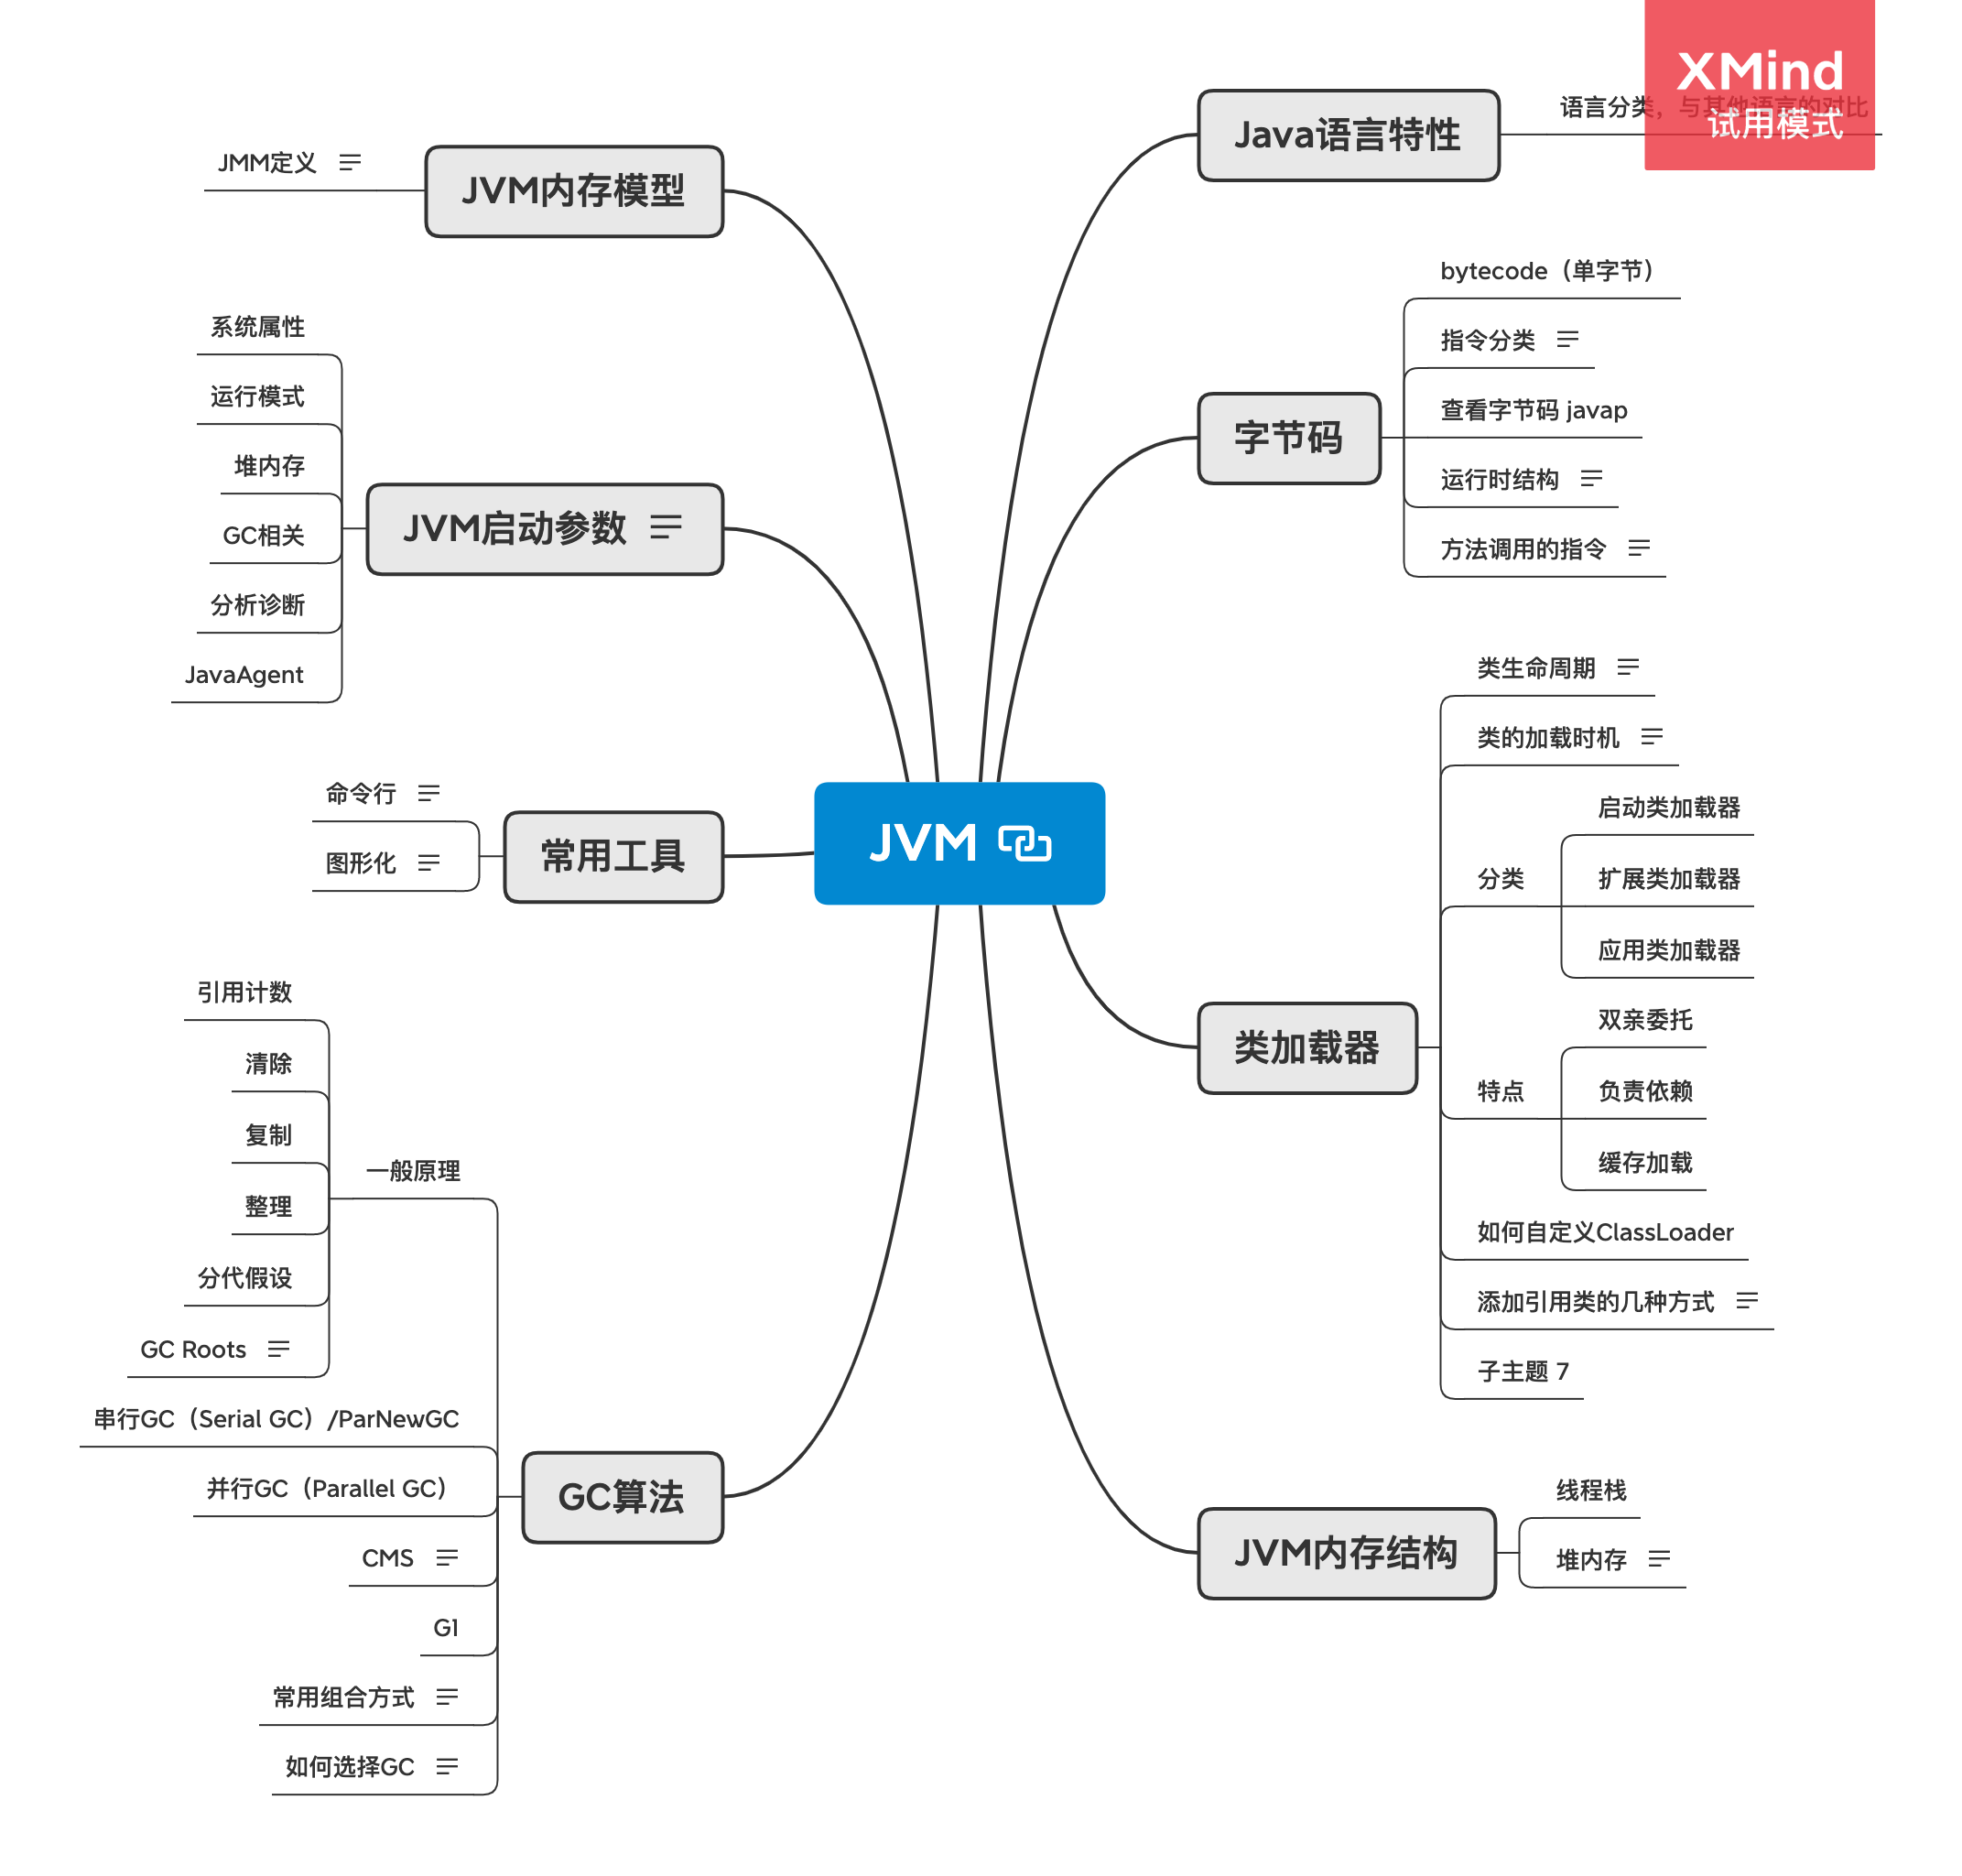 XMind
试用模式
JVM
Java语言特性
语言分类，与其他语言的对比
字节码
bytecode（单字节）
指令分类
查看字节码 javap
运行时结构
方法调用的指令
类加载器
类生命周期
类的加载时机
分类
启动类加载器
扩展类加载器
应用类加载器
特点
双亲委托
负责依赖
缓存加载
如何自定义ClassLoader
添加引用类的几种方式
子主题 7
JVM内存结构
线程栈
堆内存
JVM内存模型
JMM定义
JVM启动参数
系统属性
运行模式
堆内存
GC相关
分析诊断
JavaAgent
常用工具
命令行
图形化
GC算法
一般原理
引用计数
清除
复制
整理
分代假设
GC Roots
串行GC（Serial GC）/ParNewGC
并行GC（Parallel GC）
CMS
G1
常用组合方式
如何选择GC